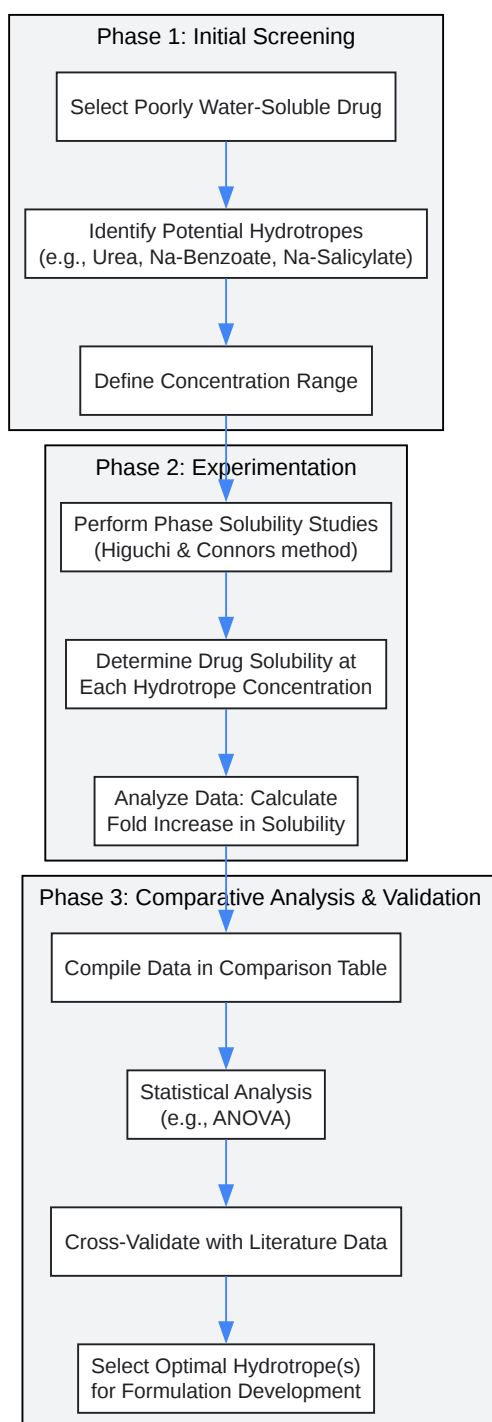 Phase 1: Initial Screening
Select Poorly Water-Soluble Drug
Identify Potential Hydrotropes
(e.g., Urea, Na-Benzoate, Na-Salicylate)
Define Concentration Range
Phase 2: Experimentation
Perform Phase Solubility Studies
(Higuchi & Connors method)
Determine Drug Solubility at
Each Hydrotrope Concentration
Analyze Data: Calculate
Fold Increase in Solubility
Phase 3: Comparative Analysis & Validation
Compile Data in Comparison Table
Statistical Analysis
(e.g., ANOVA)
Cross-Validate with Literature Data
Select Optimal Hydrotrope(s)
for Formulation Development